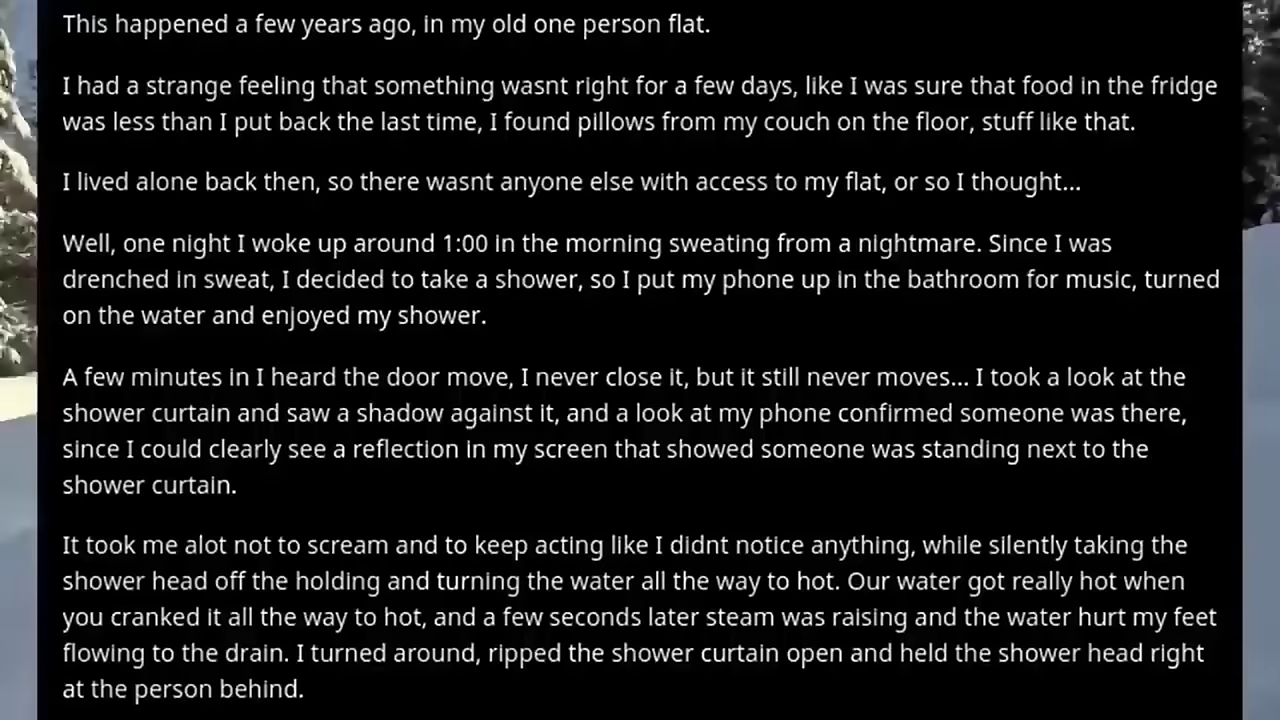 This happened a few years ago, in my old one person flat.
I had a strange feeling that something wasnt right for a few days, like I was sure that food in the fridge
was less than I put back the last time, I found pillows from my couch on the floor, stuff like that.
I lived alone back then, so there wasnt anyone else with access to my flat, or so I thought...
Well, one night I woke up around 1:00 in the morning sweating from a nightmare. Since I was
drenched in sweat, I decided to take a shower, so I put my phone up in the bathroom for music, turned
on the water and enjoyed my shower.
A few minutes in I heard the door move, I never close it, but it still never moves... I took a look at the
shower curtain and saw a shadow against it, and a look at my phone confirmed someone was there,
since I could clearly see a reflection in my screen that showed someone was standing next to the
shower curtain.
It took me alot not to scream and to keep acting like I didnt notice anything, while silently taking the
shower head off the holding and turning the water all the way to hot. Our water got really hot when
you cranked it all the way to hot, and a few seconds later steam was raising and the water hurt my feet
flowing to the drain. I turned around, ripped the shower curtain open and held the shower head right
at the person behind.